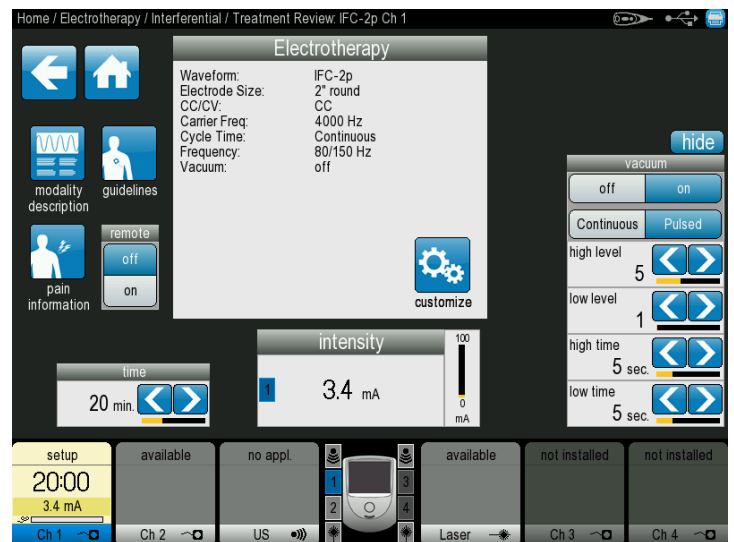 Home / Electrotherapy / Interferential / Treatment Review: IFC-2p Ch 1
Electrotherapy
Waveform: IFC-2p
Electrode Size: 2" round
CC/CV: CC
Carrier Freq: 4000 Hz
Cycle Time: Continuous
Frequency: 80/150 Hz
Vacuum: off
customize
modality description
guidelines
pain information
remote
off
on
hide
vacuum
off on
Continuous Pulsed
high level
5
low level
1
high time
5 sec.
low time
5 sec.
time
20 min.
intensity
1 3.4 mA
100
0
mA
setup
20:00
3.4 mA
Ch 1
available
Ch 2
no appl.
US
1
2
3
4
available
Laser
not installed
Ch 3
not installed
Ch 4